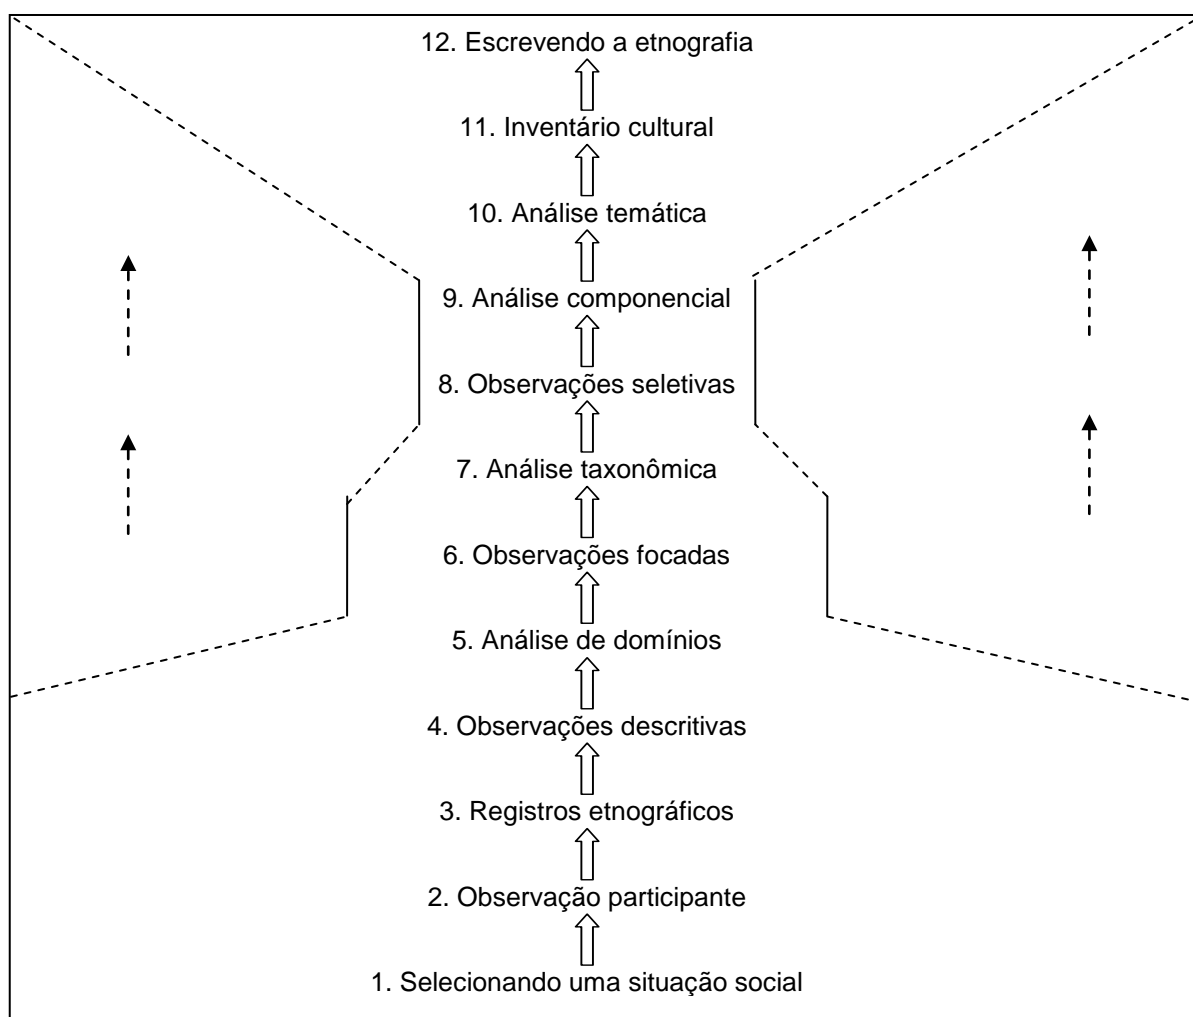 12. Escrevendo a etnografia
11. Inventário cultural
10. Análise temática
9. Análise componencial
8. Observações seletivas
7. Análise taxonômica
6. Observações focadas
5. Análise de domínios
4. Observações descritivas
3. Registros etnográficos
2. Observação participante
1. Selecionando uma situação social